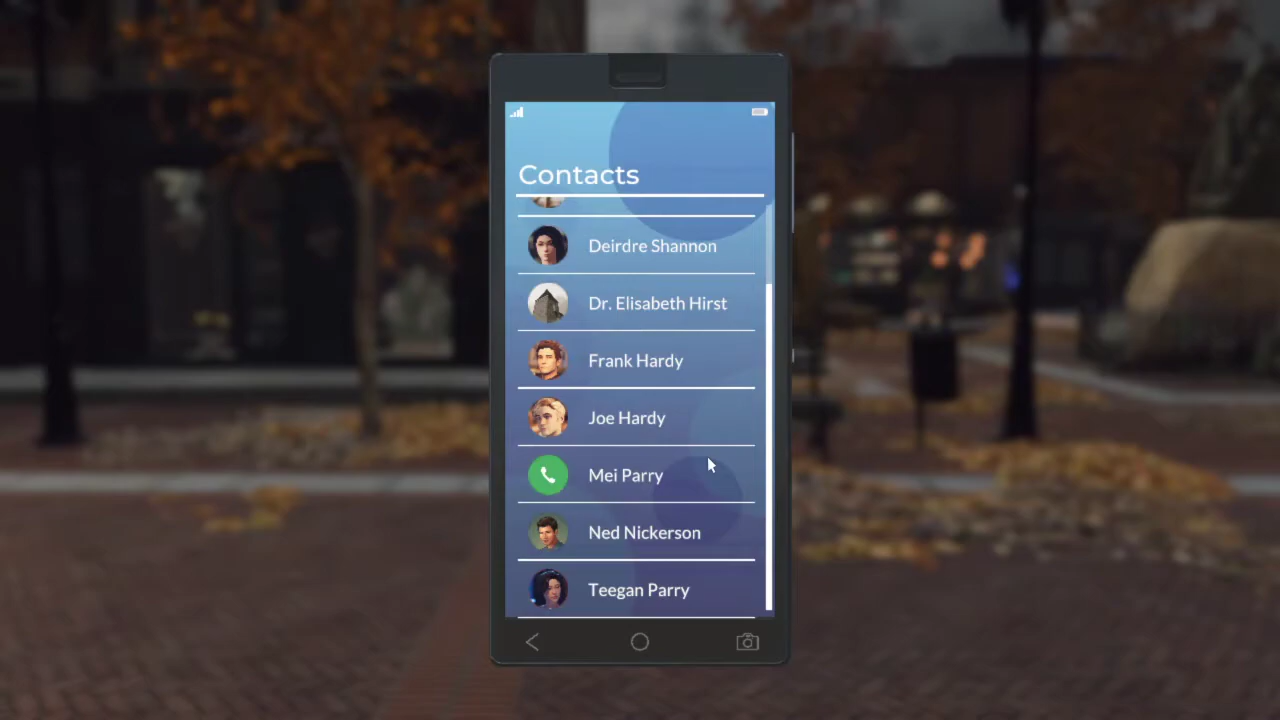 Contacts
Deirdre Shannon
Dr. Elisabeth Hirst
Frank Hardy
Joe Hardy
Mei Parry
Ned Nickerson
Teegan Parry